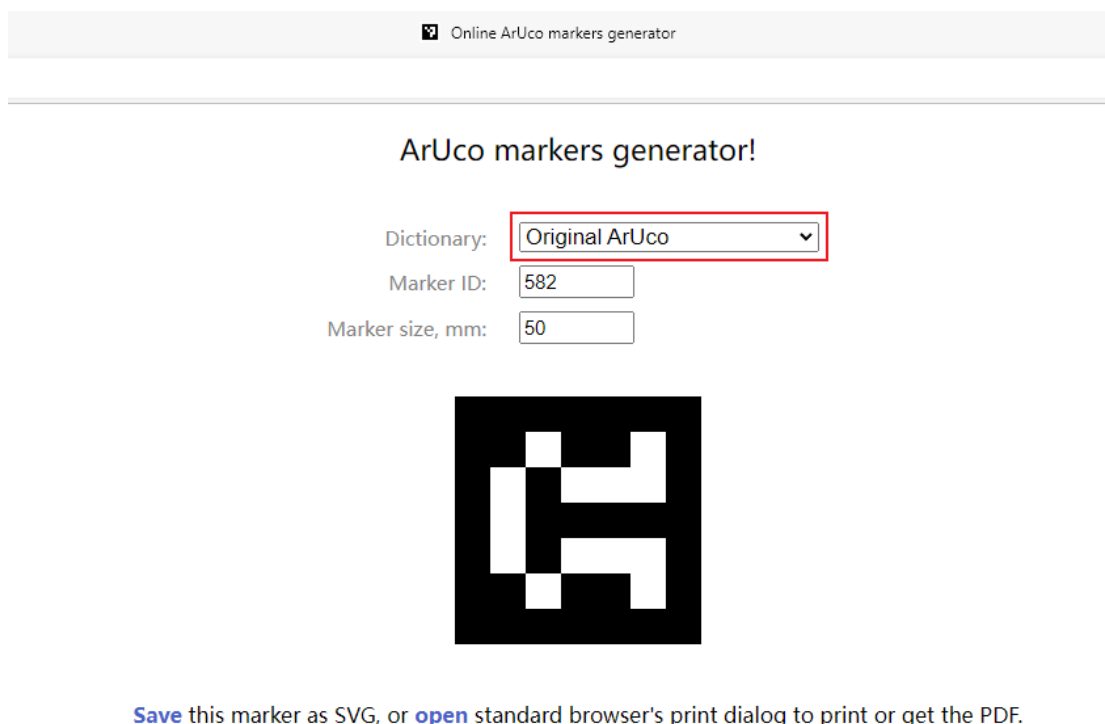 Online ArUco markers generator
ArUco markers generator!
Dictionary: Original ArUco
Marker ID: 582
Marker size, mm: 50
Save this marker as SVG, or open standard browser's print dialog to print or get the PDF.